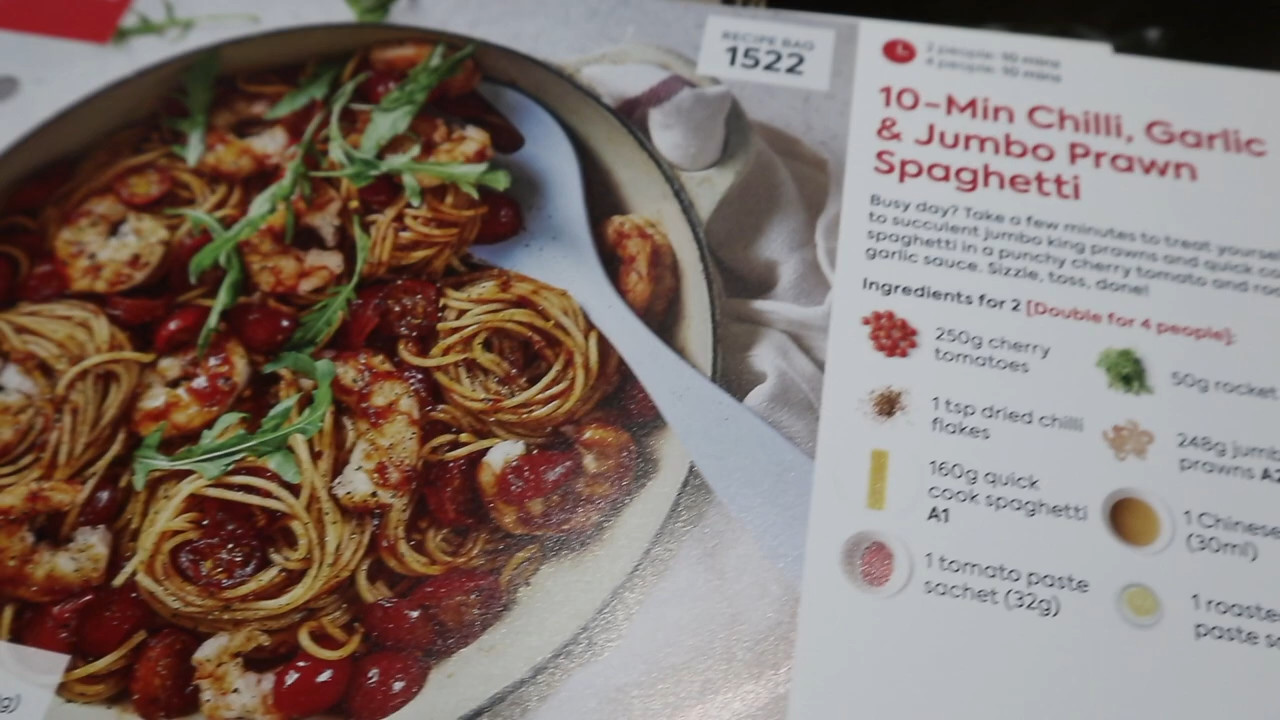 RECIPE BAG
1522
2 people: 10 mins
4 people: 10 mins
10-Min Chilli, Garlic
& Jumbo Prawn
Spaghetti
Busy day? Take a few minutes to treat
to succulent jumbo king prawns and quick
spaghetti in a punchy cherry tomato and
garlic sauce. Sizzle, toss, done!
Ingredients for 2 [Double for 4 people]:
250g cherry
tomatoes
50g rocket
1 tsp dried chilli
flakes
248g
prawns
160g quick
cook spaghetti
A1
1 Chinese
(30ml)
1 tomato paste
sachet (32g)
1
paste